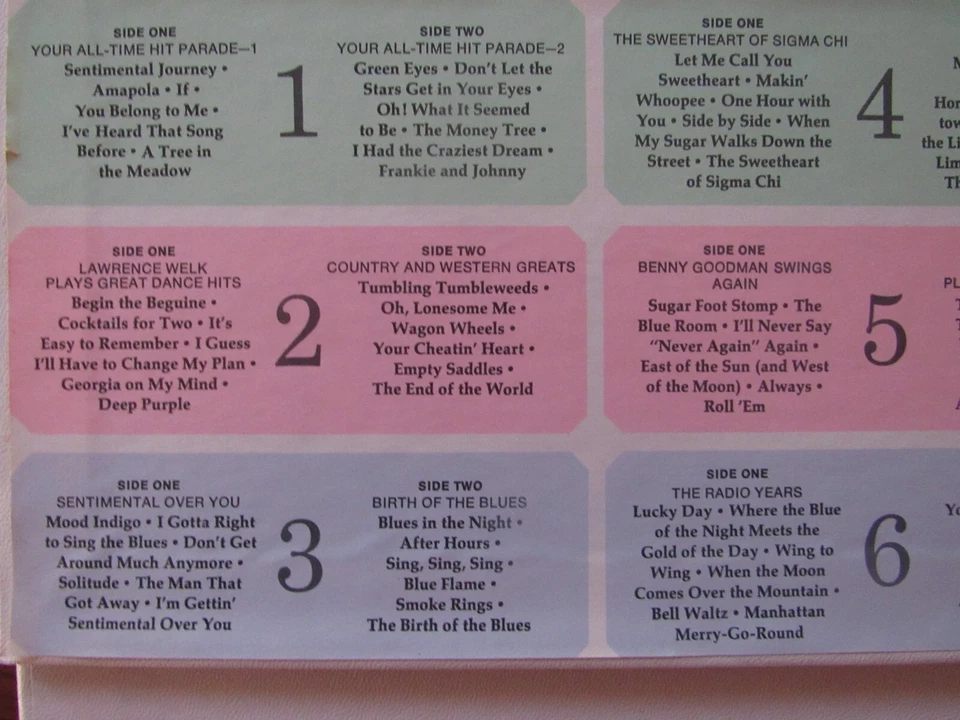 SIDE ONE
YOUR ALL-TIME HIT PARADE—1
Sentimental Journey •
Amapola • If •
You Belong to Me •
I've Heard That Song
Before • A Tree in
the Meadow
1
SIDE TWO
YOUR ALL-TIME HIT PARADE—2
Green Eyes • Don't Let the
Stars Get in Your Eyes •
Oh! What It Seemed
to Be • The Money Tree •
I Had the Craziest Dream •
Frankie and Johnny
SIDE ONE
THE SWEETHEART OF SIGMA CHI
Let Me Call You
Sweetheart • Makin'
Whoopee • One Hour with
You • Side by Side • When
My Sugar Walks Down the
Street • The Sweetheart
of Sigma Chi
4
SIDE ONE
LAWRENCE WELK
PLAYS GREAT DANCE HITS
Begin the Beguine •
Cocktails for Two • It's
Easy to Remember • I Guess
I'll Have to Change My Plan •
Georgia on My Mind •
Deep Purple
2
SIDE TWO
COUNTRY AND WESTERN GREATS
Tumbling Tumbleweeds •
Oh, Lonesome Me •
Wagon Wheels •
Your Cheatin' Heart •
Empty Saddles •
The End of the World
SIDE ONE
BENNY GOODMAN SWINGS
AGAIN
Sugar Foot Stomp • The
Blue Room • I'll Never Say
"Never Again" Again •
East of the Sun (and West
of the Moon) • Always •
Roll 'Em
5
SIDE ONE
SENTIMENTAL OVER YOU
Mood Indigo • I Gotta Right
to Sing the Blues • Don't Get
Around Much Anymore •
Solitude • The Man That
Got Away • I'm Gettin'
Sentimental Over You
3
SIDE TWO
BIRTH OF THE BLUES
Blues in the Night •
After Hours •
Sing, Sing, Sing •
Blue Flame •
Smoke Rings •
The Birth of the Blues
SIDE ONE
THE RADIO YEARS
Lucky Day • Where the Blue
of the Night Meets the
Gold of the Day • Wing to
Wing • When the Moon
Comes Over the Mountain •
Bell Waltz • Manhattan
Merry-Go-Round
6